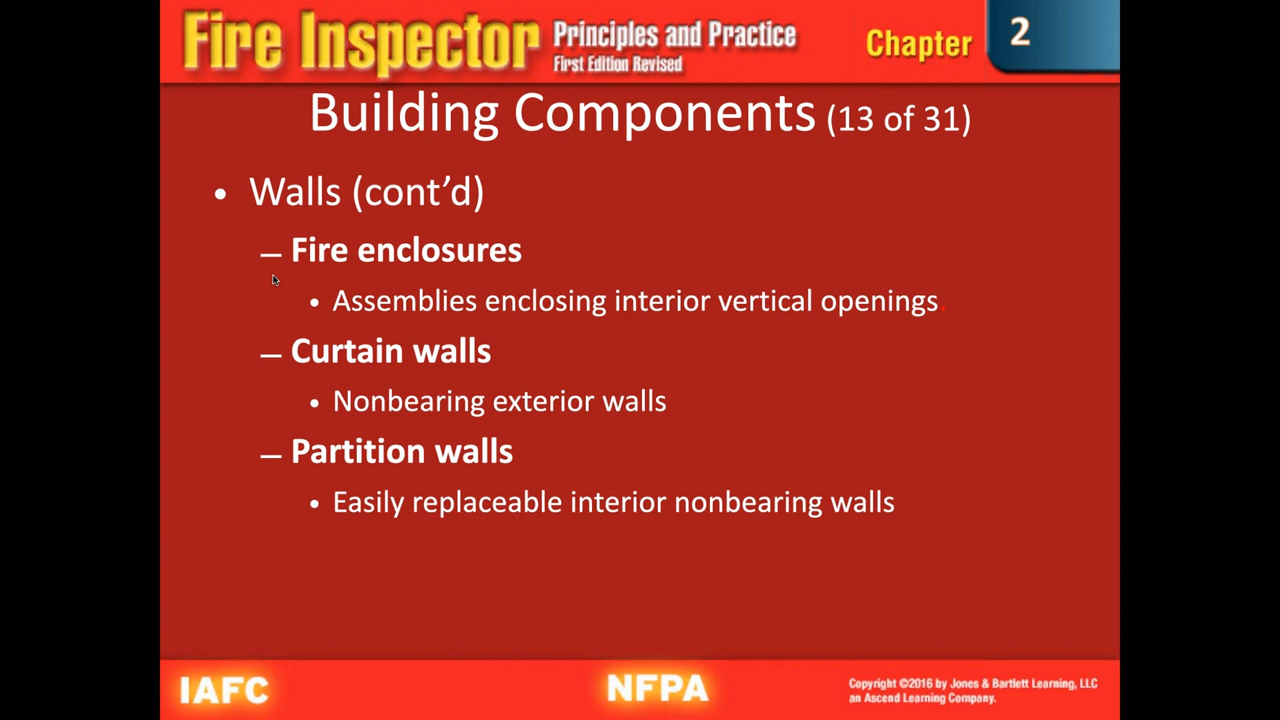 Fire Inspector Principles and Practice
First Edition Revised
Chapter 2
Building Components (13 of 31)
• Walls (cont’d)
– Fire enclosures
• Assemblies enclosing interior vertical openings.
– Curtain walls
• Nonbearing exterior walls
– Partition walls
• Easily replaceable interior nonbearing walls
IAFC
NFPA
Copyright ©2016 by Jones & Bartlett Learning, LLC
an Ascend Learning Company.